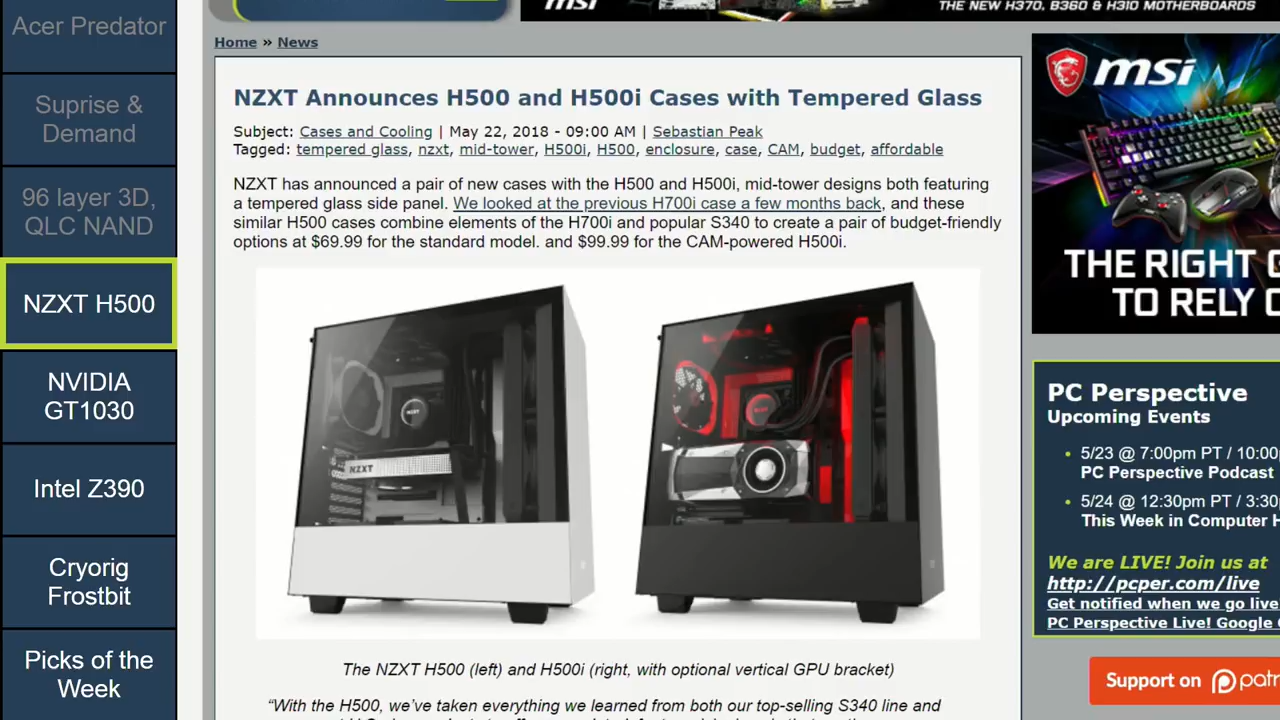 Acer Predator
Suprise &
Demand
96 layer 3D,
QLC NAND
NZXT H500
NVIDIA
GT1030
Intel Z390
Cryorig
Frostbit
Picks of the
Week
msi
THE NEW H370, B360 & H310 MOTHERBOARDS
Home » News
NZXT Announces H500 and H500i Cases with Tempered Glass
Subject: Cases and Cooling | May 22, 2018 - 09:00 AM | Sebastian Peak
Tagged: tempered glass, nzxt, mid-tower, H500i, H500, enclosure, case, CAM, budget, affordable
NZXT has announced a pair of new cases with the H500 and H500i, mid-tower designs both featuring
a tempered glass side panel. We looked at the previous H700i case a few months back, and these
similar H500 cases combine elements of the H700i and popular S340 to create a pair of budget-friendly
options at $69.99 for the standard model. and $99.99 for the CAM-powered H500i.
NZXT
NZXT
The NZXT H500 (left) and H500i (right, with optional vertical GPU bracket)
“With the H500, we’ve taken everything we learned from both our top-selling S340 line and
msi
THE RIGHT G
TO RELY O
PC Perspective
Upcoming Events
• 5/23 @ 7:00pm PT / 10:00p
PC Perspective Podcast
• 5/24 @ 12:30pm PT / 3:30p
This Week in Computer H
We are LIVE! Join us at
http://pcper.com/live
Get notified when we go live
PC Perspective Live! Google C
Support on patr